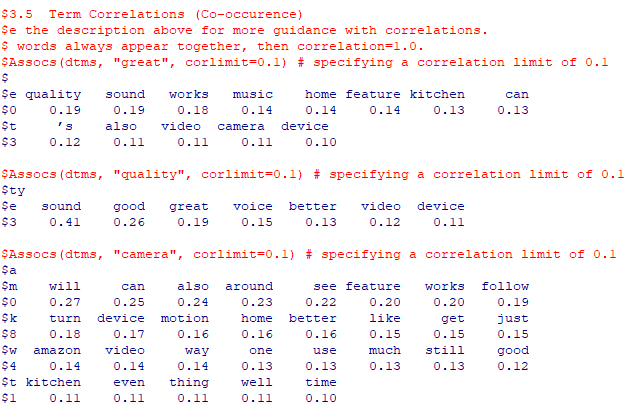 $3.5  Term Correlations (Co-occurence)
$e the description above for more guidance with correlations.
$ words always appear together, then correlation=1.0.
$Assocs(dtms, "great", corlimit=0.1) # specifying a correlation limit of 0.1
$
$e quality   sound   works   music    home feature kitchen     can
$0    0.19    0.19    0.18    0.14    0.14    0.14    0.13    0.13
$t      ’s    also   video  camera  device
$3    0.12    0.11    0.11    0.11    0.10
$Assocs(dtms, "quality", corlimit=0.1) # specifying a correlation limit of 0.1
$ty
$e   sound    good   great   voice  better   video  device
$3    0.41    0.26    0.19    0.15    0.13    0.12    0.11
$Assocs(dtms, "camera", corlimit=0.1) # specifying a correlation limit of 0.1
$a
$m    will     can    also  around     see feature   works  follow
$0    0.27    0.25    0.24    0.23    0.22    0.20    0.20    0.19
$k    turn  device  motion    home  better    like     get    just
$8    0.18    0.17    0.16    0.16    0.16    0.15    0.15    0.15
$w  amazon   video     way     one     use    much   still    good
$4    0.14    0.14    0.14    0.13    0.13    0.13    0.13    0.12
$t kitchen    even   thing    well    time
$1    0.11    0.11    0.11    0.11    0.10